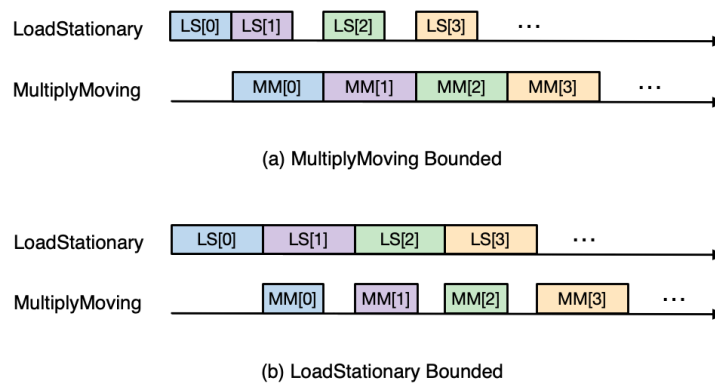 LoadStationary LS[0] LS[1] LS[2] LS[3] ...
MultiplyMoving MM[0] MM[1] MM[2] MM[3] ...
(a) MultiplyMoving Bounded
LoadStationary LS[0] LS[1] LS[2] LS[3] ...
MultiplyMoving MM[0] MM[1] MM[2] MM[3] ...
(b) LoadStationary Bounded